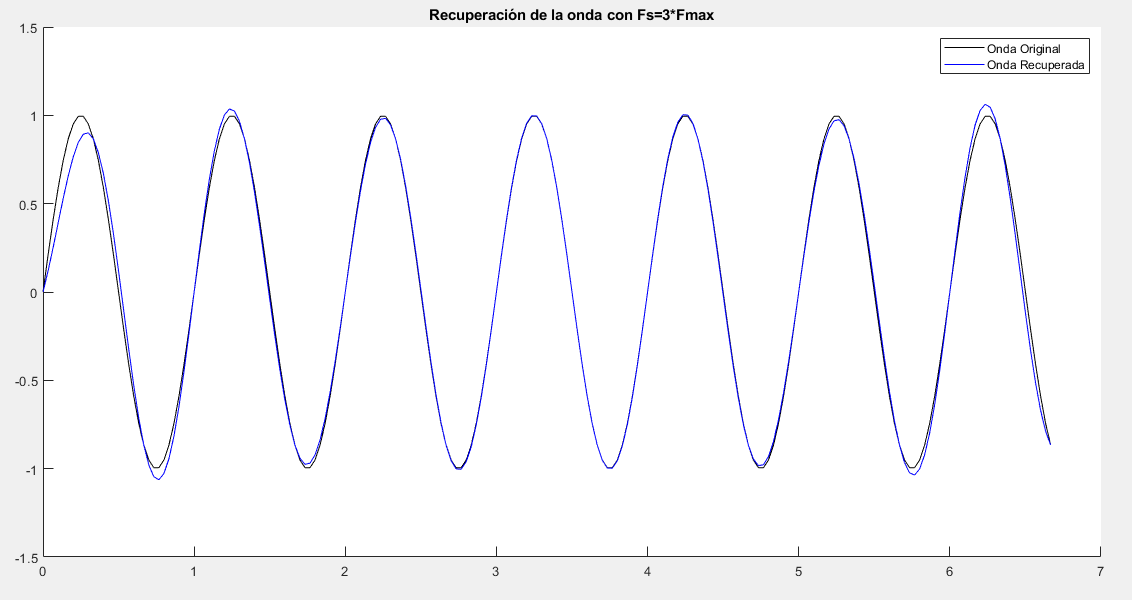 Recuperación de la onda con Fs=3*Fmax
Onda Original
Onda Recuperada
1.5
1
0.5
0
-0.5
-1
-1.5
0 1 2 3 4 5 6 7